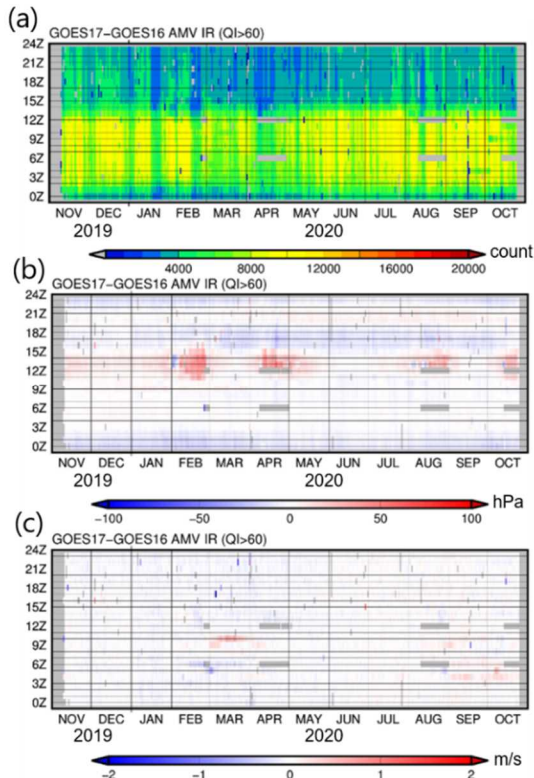 (a)
GOES17-GOES16 AMV IR (QI>60)
24Z
21Z
18Z
15Z
12Z
9Z
6Z
3Z
0Z
NOV DEC JAN FEB MAR APR MAY JUN JUL AUG SEP OCT
2019 2020
4000 8000 12000 16000 20000 count
(b)
GOES17-GOES16 AMV IR (QI>60)
24Z
21Z
18Z
15Z
12Z
9Z
6Z
3Z
0Z
NOV DEC JAN FEB MAR APR MAY JUN JUL AUG SEP OCT
2019 2020
-100 -50 0 50 100 hPa
(c)
GOES17-GOES16 AMV IR (QI>60)
24Z
21Z
18Z
15Z
12Z
9Z
6Z
3Z
0Z
NOV DEC JAN FEB MAR APR MAY JUN JUL AUG SEP OCT
2019 2020
-2 -1 0 1 2 m/s